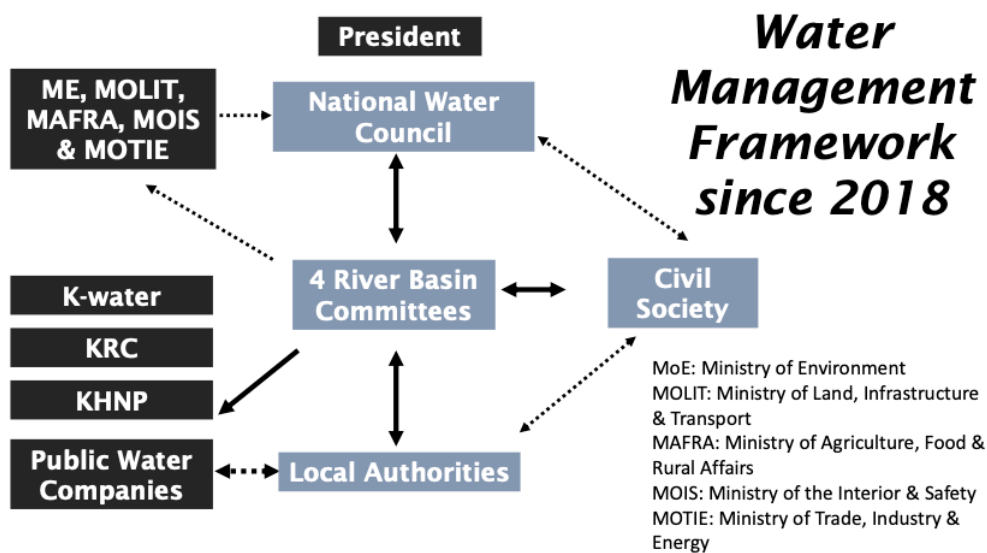 President
Water
Management
Framework
since 2018
ME, MOLIT,
MAFRA, MOIS
& MOTIE
National Water
Council
4 River Basin
Committees
Civil
Society
K-water
KRC
KHNP
Public Water
Companies
Local Authorities
MoE: Ministry of Environment
MOLIT: Ministry of Land, Infrastructure
& Transport
MAFRA: Ministry of Agriculture, Food &
Rural Affairs
MOIS: Ministry of the Interior & Safety
MOTIE: Ministry of Trade, Industry &
Energy